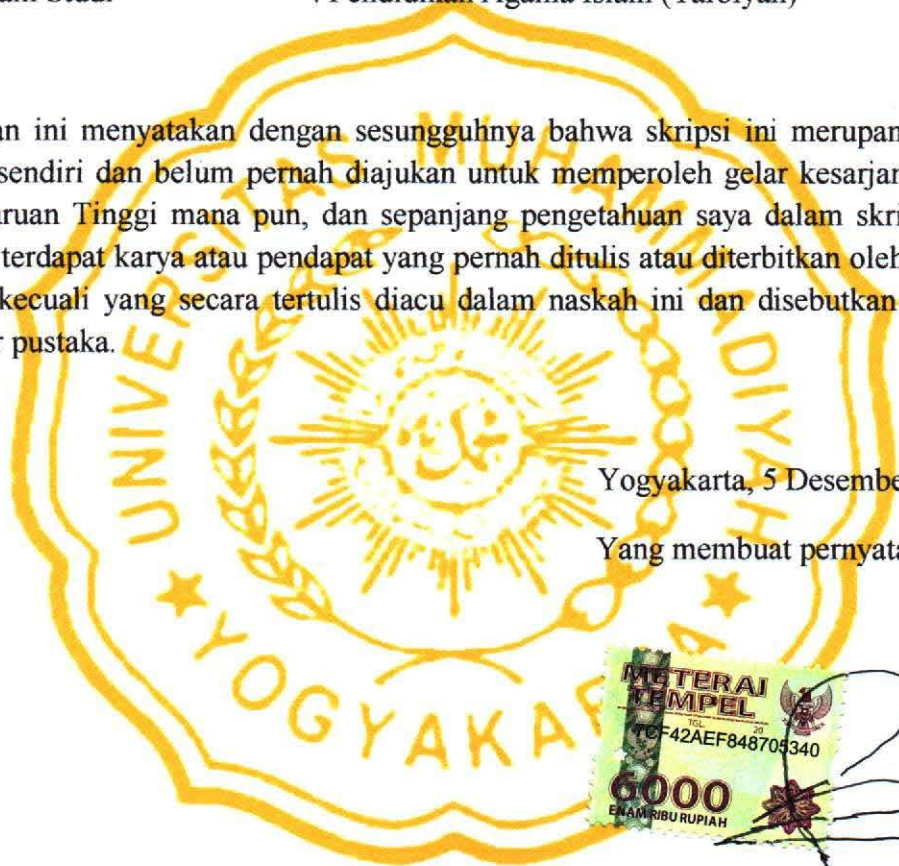 am Studi : Pendidikan Agama Islam (Tarbiyah)
an ini menyatakan dengan sesungguhnya bahwa skripsi ini merupan
sendiri dan belum pernah diajukan untuk memperoleh gelar kesarjan
ruan Tinggi mana pun, dan sepanjang pengetahuan saya dalam skri
terdapat karya atau pendapat yang pernah ditulis atau diterbitkan oleh
kecuali yang secara tertulis diacu dalam naskah ini dan disebutkan
r pustaka.
UNIVERSITAS MUHAMMADIYAH
YOGYAKARTA
Yogyakarta, 5 Desembe
Yang membuat pernyata
METERAI
TEMPEL
TGL. 20
6000
ENAM RIBU RUPIAH